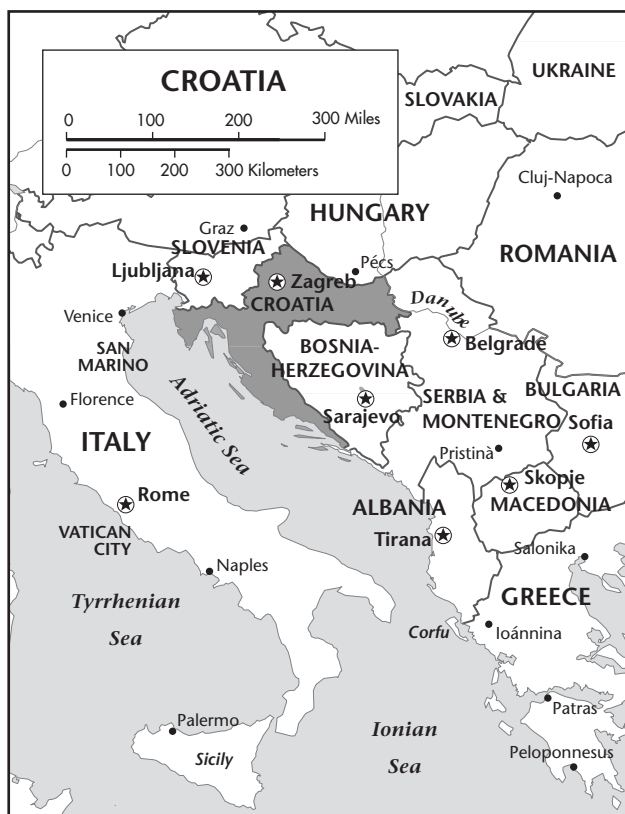 CROATIA
0 100 200 300 Miles
0 100 200 300 Kilometers
UKRAINE
SLOVAKIA
Cluj-Napoca
HUNGARY
Graz
SLOVENIA
ROMANIA
Pécs
Ljubljana
Zagreb
CROATIA
Danube
Venice
BOSNIA-
HERZEGOVINA
Belgrade
SAN
MARINO
Adriatic Sea
Florence
Sarajevo
SERBIA &
MONTENEGRO
BULGARIA
Sofia
ITALY
Pristinà
Skopje
MACEDONIA
Rome
ALBANIA
Tirana
VATICAN
CITY
Salonika
Naples
GREECE
Tyrrhenian
Sea
Corfu
Ioánnina
Patras
Palermo
Ionian
Sea
Sicily
Peloponnesus